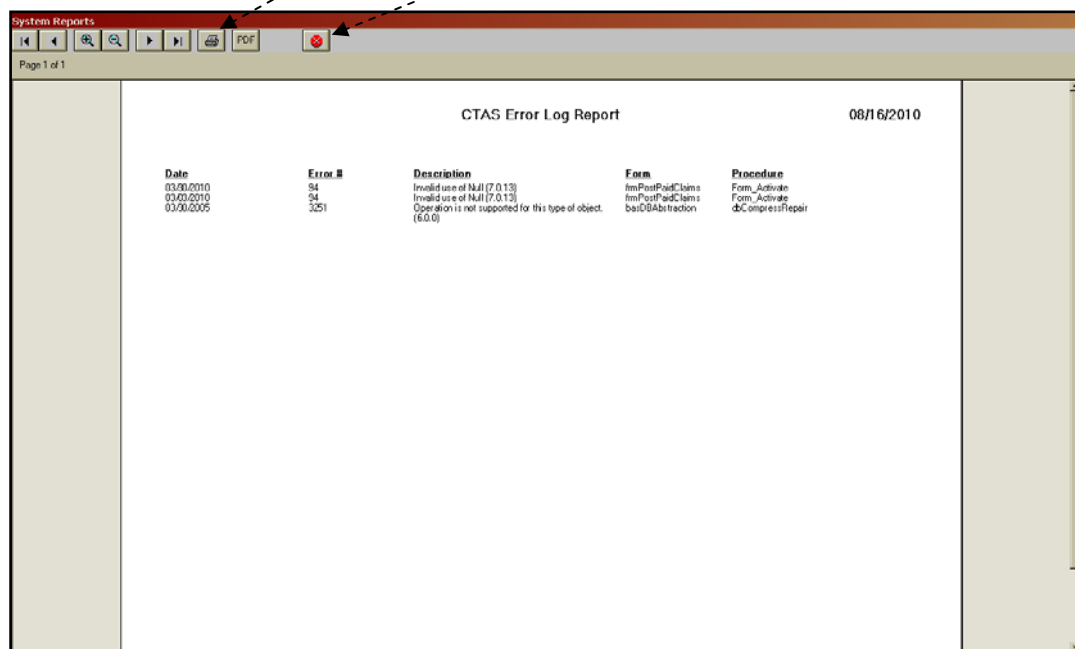 System Reports
PDF
Page 1 of 1
CTAS Error Log Report 08/16/2010
Date Error # Description Form Procedure
94 Invalid use of Null (7.0.13) frmPostPaidClaims Form_Activate
03/03/2010 94 Invalid use of Null (7.0.13) frmPostPaidClaims Form_Activate
03/30/2005 3251 Operation is not supported for this type of object. basDBAbstraction dbCompressRepair
(6.0.0)